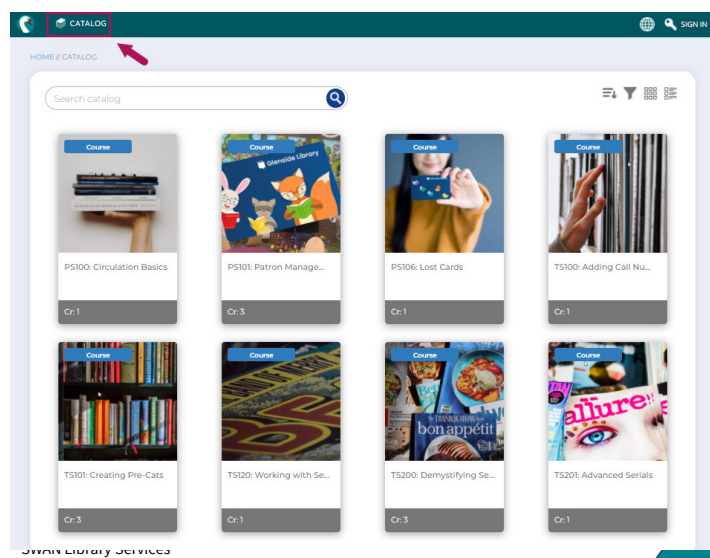 CATALOG
SIGN IN
HOME // CATALOG
Search catalog
Course
Course
Glenside Library
Course
Course
PS100: Circulation Basics
PS101: Patron Manage...
PS106: Lost Cards
TS100: Adding Call Nu...
Cr: 1
Cr: 3
Cr: 1
Cr: 1
Course
Course
Course
Course
THANKSGIVING
bon appétit
allure
TS101: Creating Pre-Cats
TS120: Working with Se...
TS200: Demystifying Se...
TS201: Advanced Serials
Cr: 3
Cr: 1
Cr: 3
Cr: 1
SWAN Library Services